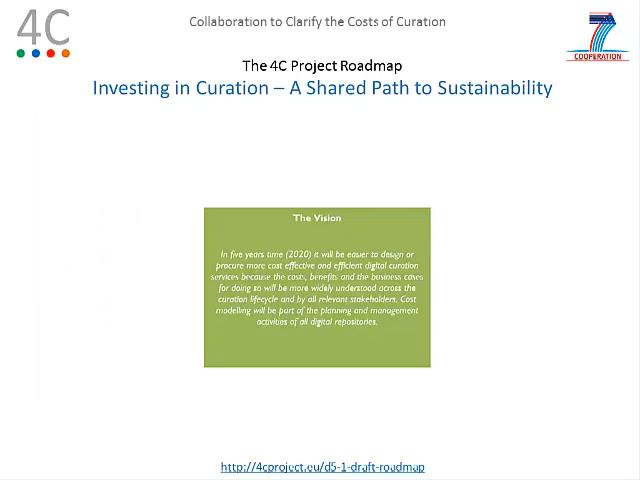 4C
Collaboration to Clarify the Costs of Curation
7
COOPERATION
The 4C Project Roadmap
Investing in Curation – A Shared Path to Sustainability
The Vision
In five years time (2020) it will be easier to design or
procure more cost effective and efficient digital curation
services because the costs, benefits and the business cases
for doing so will be more widely understood across the
curation lifecycle and by all relevant stakeholders. Cost
modelling will be part of the planning and management
activities of all digital repositories.
http://4cproject.eu/d5-1-draft-roadmap